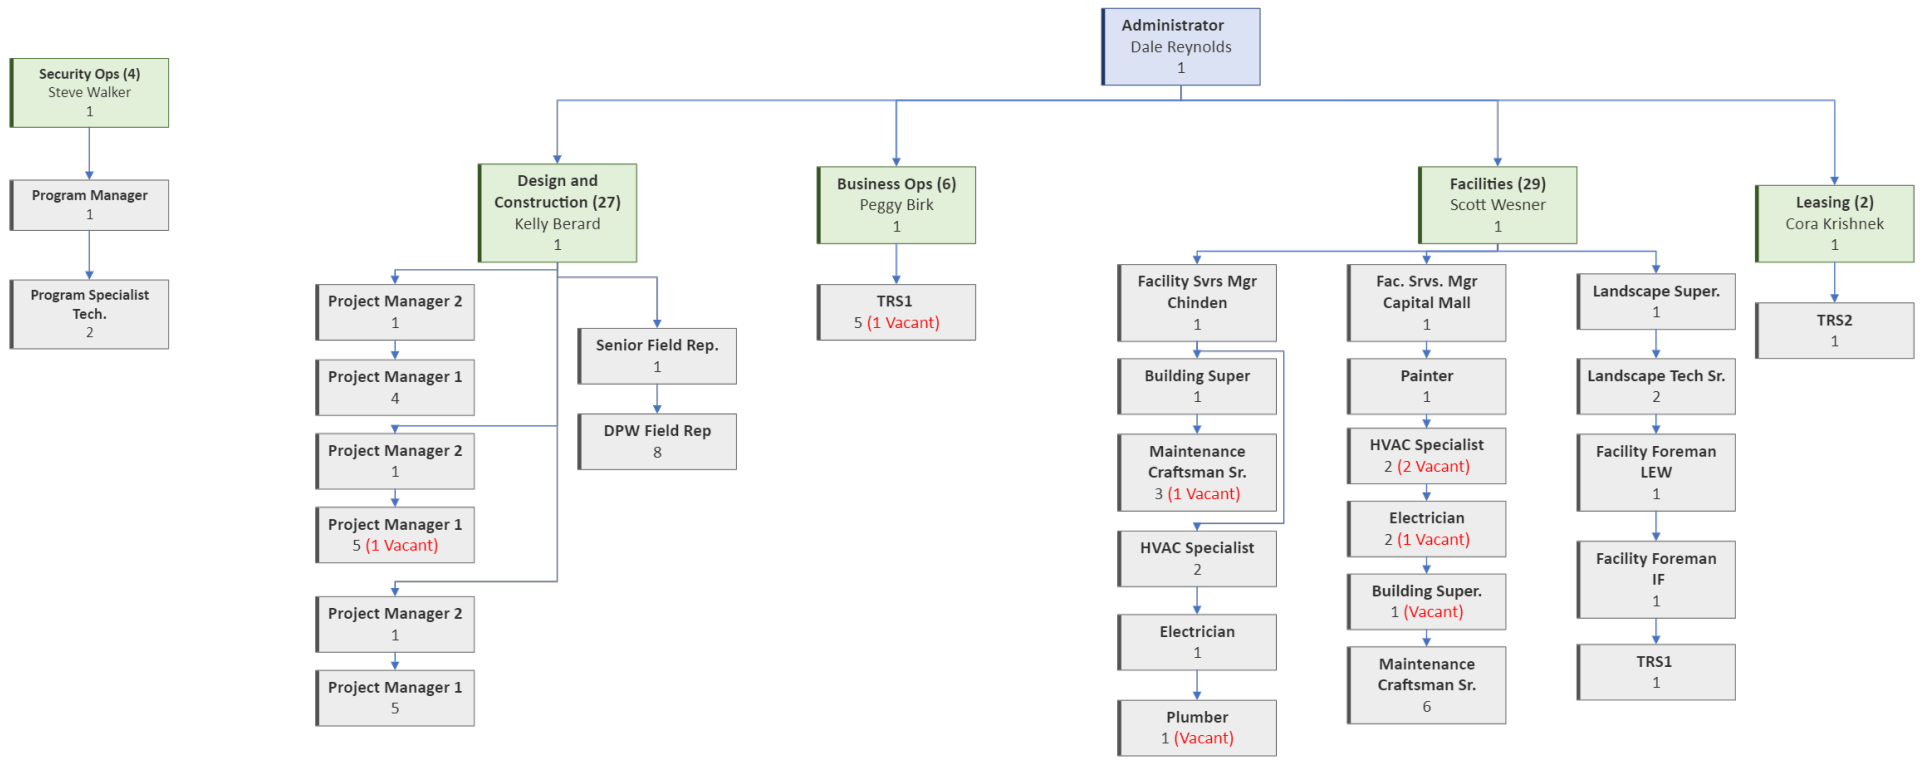 Administrator
Dale Reynolds
1
Security Ops (4)
Steve Walker
1
Program Manager
1
Program Specialist
Tech.
2
Design and
Construction (27)
Kelly Berard
1
Project Manager 2
1
Project Manager 1
4
Project Manager 2
1
Project Manager 1
5 (1 Vacant)
Project Manager 2
1
Project Manager 1
5
Senior Field Rep.
1
DPW Field Rep
8
Business Ops (6)
Peggy Birk
1
TRS1
5 (1 Vacant)
Facilities (29)
Scott Wesner
1
Facility Svrs Mgr
Chinden
1
Building Super
1
Maintenance
Craftsman Sr.
3 (1 Vacant)
HVAC Specialist
2
Electrician
1
Plumber
1 (Vacant)
Fac. Srvs. Mgr
Capital Mall
1
Painter
1
HVAC Specialist
2 (2 Vacant)
Electrician
2 (1 Vacant)
Building Super.
1 (Vacant)
Maintenance
Craftsman Sr.
6
Landscape Super.
1
Landscape Tech Sr.
2
Facility Foreman
LEW
1
Facility Foreman
IF
1
TRS1
1
Leasing (2)
Cora Krishnek
1
TRS2
1